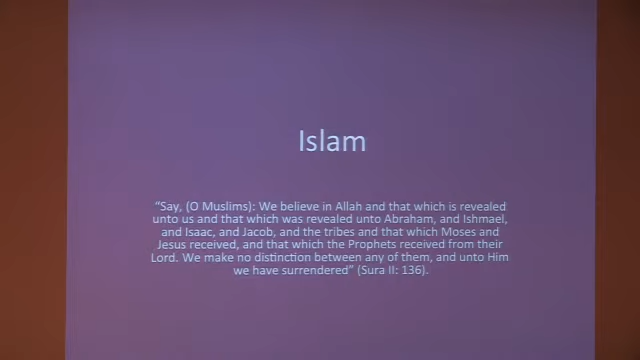 Islam
“Say, (O Muslims): We believe in Allah and that which is revealed
unto us and that which was revealed unto Abraham, and Ishmael,
and Isaac, and Jacob, and the tribes and that which Moses and
Jesus received, and that which the Prophets received from their
Lord. We make no distinction between any of them, and unto Him
we have surrendered” (Sura II: 136).